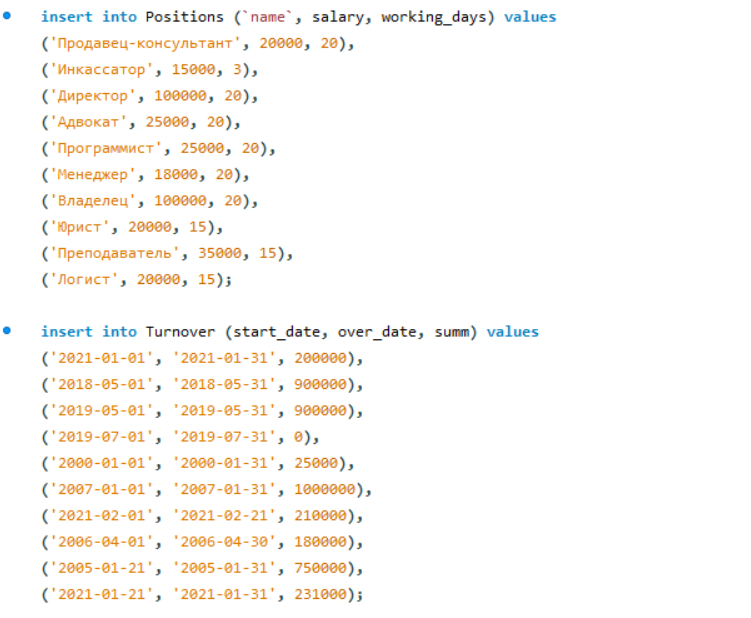 insert into Positions (`name`, salary, working_days) values
('Продавец-консультант', 20000, 20),
('Инкассатор', 15000, 3),
('Директор', 100000, 20),
('Адвокат', 25000, 20),
('Программист', 25000, 20),
('Менеджер', 18000, 20),
('Владелец', 100000, 20),
('Юрист', 20000, 15),
('Преподаватель', 35000, 15),
('Логист', 20000, 15);
insert into Turnover (start_date, over_date, summ) values
('2021-01-01', '2021-01-31', 200000),
('2018-05-01', '2018-05-31', 900000),
('2019-05-01', '2019-05-31', 900000),
('2019-07-01', '2019-07-31', 0),
('2000-01-01', '2000-01-31', 25000),
('2007-01-01', '2007-01-31', 1000000),
('2021-02-01', '2021-02-21', 210000),
('2006-04-01', '2006-04-30', 180000),
('2005-01-21', '2005-01-31', 750000),
('2021-01-21', '2021-01-31', 231000);